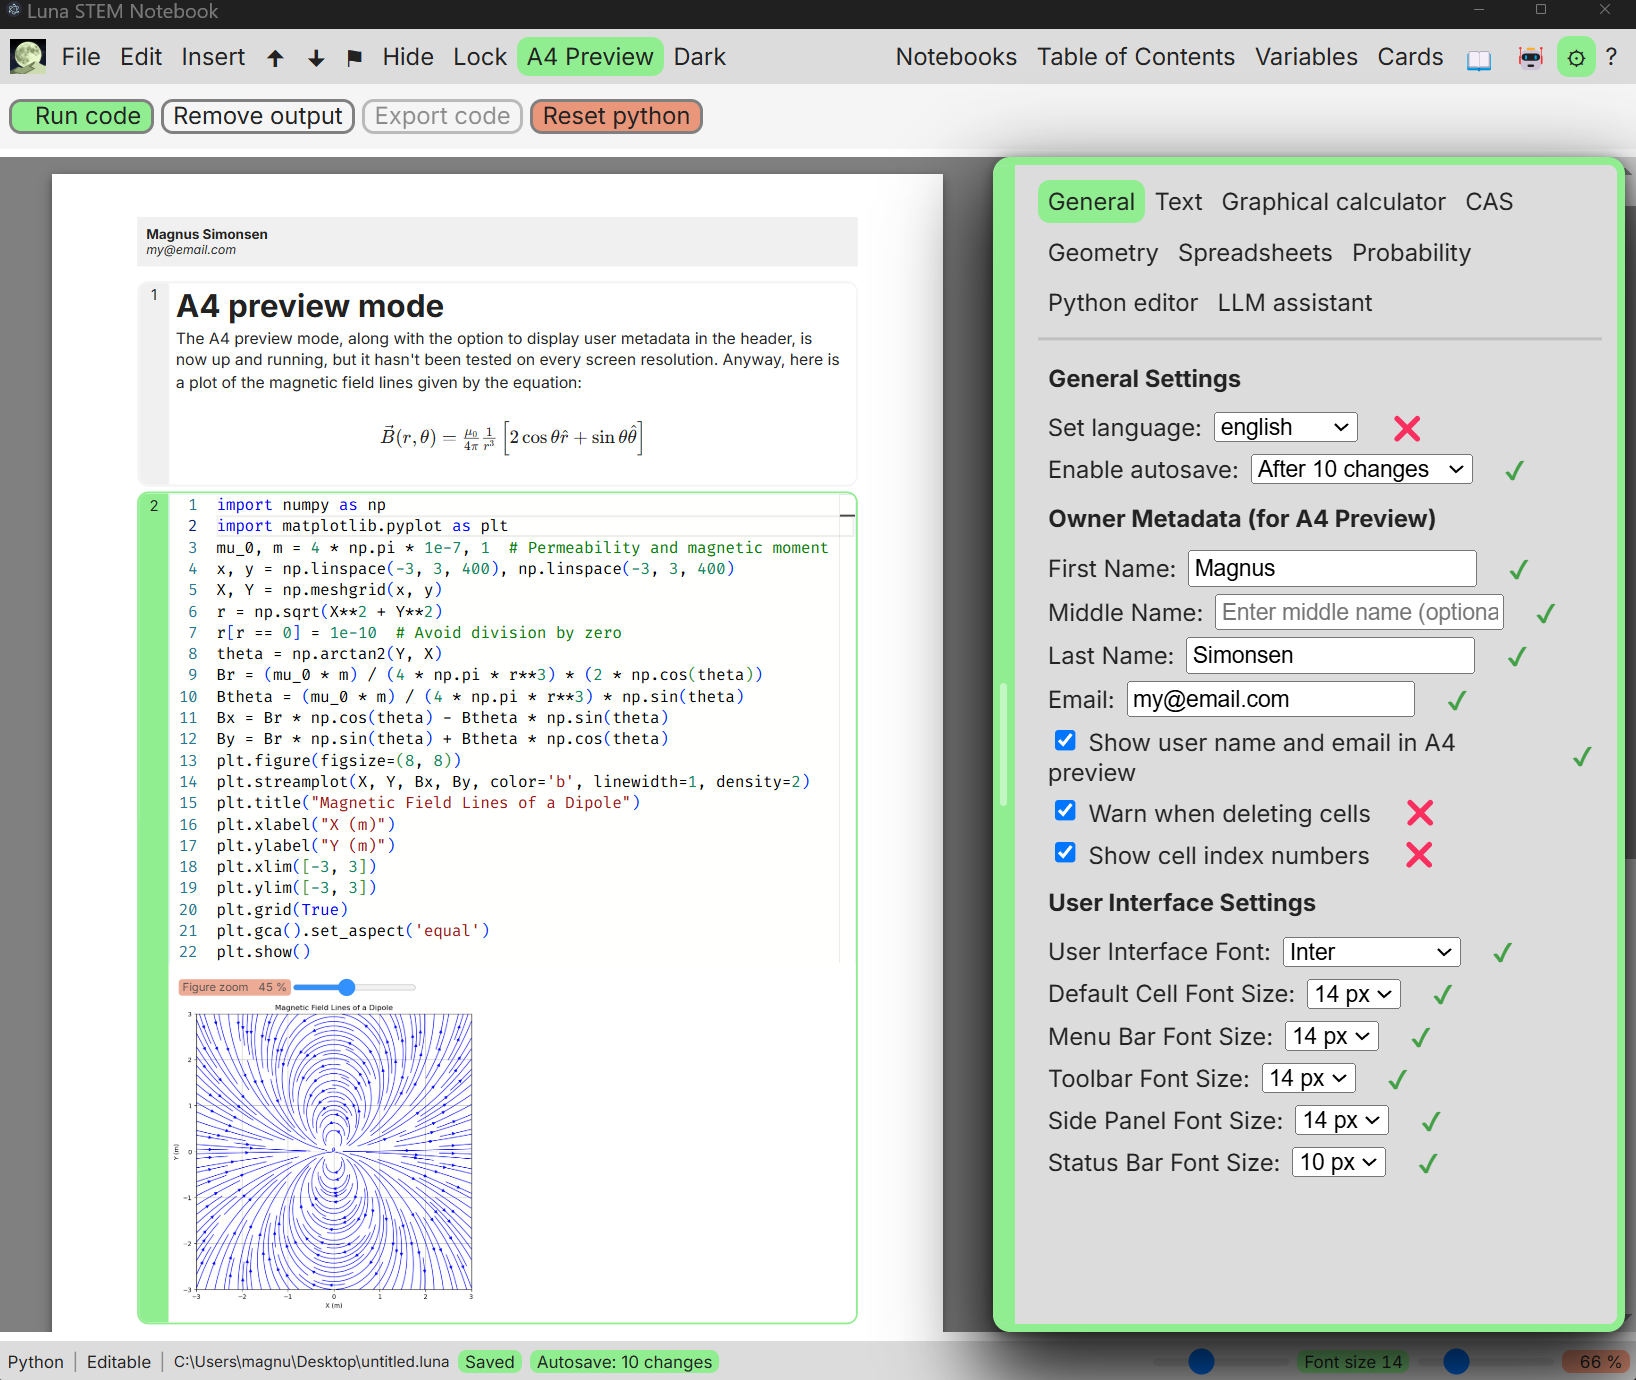 Luna STEM Notebook
File Edit Insert Hide Lock A4 Preview Dark Notebooks Table of Contents Variables Cards ?
Run code Remove output Export code Reset python
Magnus Simonsen
my@email.com
1
A4 preview mode
The A4 preview mode, along with the option to display user metadata in the header, is
now up and running, but it hasn't been tested on every screen resolution. Anyway, here is
a plot of the magnetic field lines given by the equation:
$\vec{B}(r, \theta) = \frac{\mu_0}{4\pi} \frac{1}{r^3} \left[ 2 \cos\theta \hat{r} + \sin\theta \hat{\theta} \right]$
2
1 import numpy as np
2 import matplotlib.pyplot as plt
3 mu_0, m = 4 * np.pi * 1e-7, 1  # Permeability and magnetic moment
4 x, y = np.linspace(-3, 3, 400), np.linspace(-3, 3, 400)
5 X, Y = np.meshgrid(x, y)
6 r = np.sqrt(X**2 + Y**2)
7 r[r == 0] = 1e-10  # Avoid division by zero
8 theta = np.arctan2(Y, X)
9 Br = (mu_0 * m) / (4 * np.pi * r**3) * (2 * np.cos(theta))
10 Btheta = (mu_0 * m) / (4 * np.pi * r**3) * np.sin(theta)
11 Bx = Br * np.cos(theta) - Btheta * np.sin(theta)
12 By = Br * np.sin(theta) + Btheta * np.cos(theta)
13 plt.figure(figsize=(8, 8))
14 plt.streamplot(X, Y, Bx, By, color='b', linewidth=1, density=2)
15 plt.title("Magnetic Field Lines of a Dipole")
16 plt.xlabel("X (m)")
17 plt.ylabel("Y (m)")
18 plt.xlim([-3, 3])
19 plt.ylim([-3, 3])
20 plt.grid(True)
21 plt.gca().set_aspect('equal')
22 plt.show()
Figure zoom 45 %
Magnetic Field Lines of a Dipole
3
2
1
0
−1
−2
−3
Y (m)
−3 −2 −1 0 1 2 3
X (m)
General Text Graphical calculator CAS
Geometry Spreadsheets Probability
Python editor LLM assistant
General Settings
Set language: english
Enable autosave: After 10 changes
Owner Metadata (for A4 Preview)
First Name: Magnus
Middle Name: Enter middle name (optiona
Last Name: Simonsen
Email: my@email.com
Show user name and email in A4
preview
Warn when deleting cells
Show cell index numbers
User Interface Settings
User Interface Font: Inter
Default Cell Font Size: 14 px
Menu Bar Font Size: 14 px
Toolbar Font Size: 14 px
Side Panel Font Size: 14 px
Status Bar Font Size: 10 px
Python | Editable | C:\Users\magnu\Desktop\untitled.luna Saved Autosave: 10 changes Font size 14 66 %